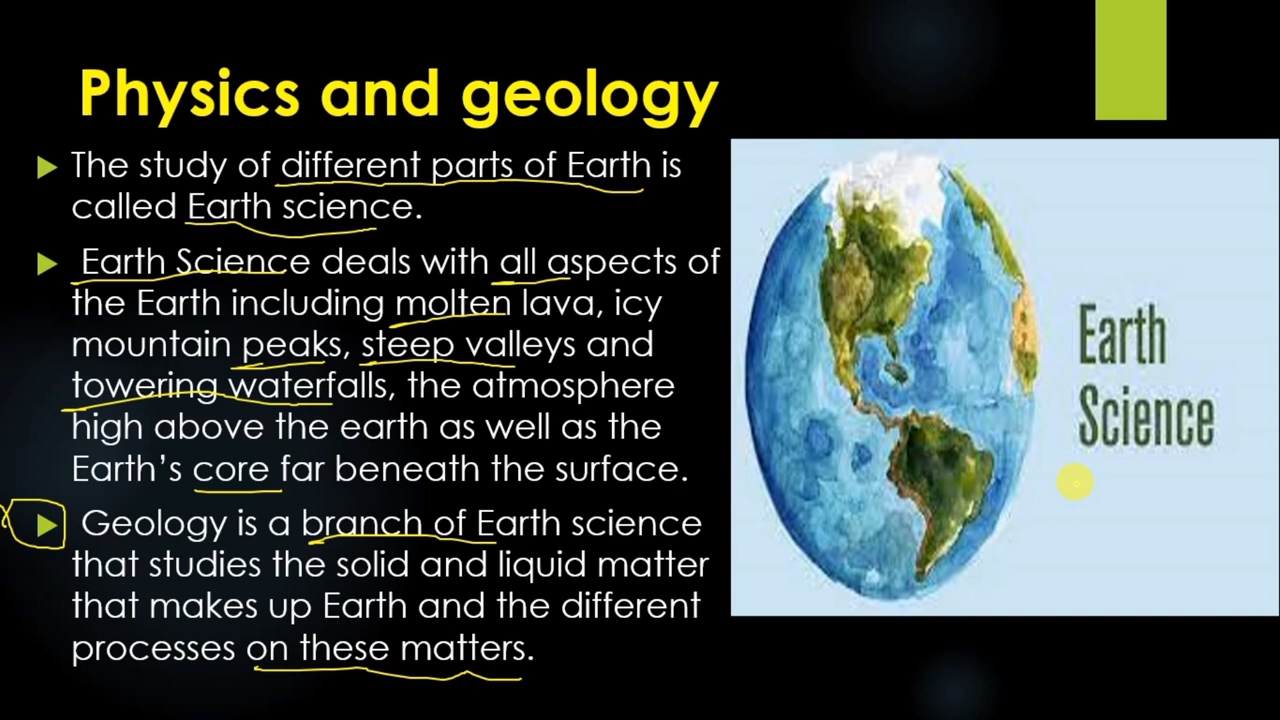 Physics and geology
The study of different parts of Earth is
called Earth science.
Earth Science deals with all aspects of
the Earth including molten lava, icy
mountain peaks, steep valleys and
towering waterfalls, the atmosphere
high above the earth as well as the
Earth’s core far beneath the surface.
Geology is a branch of Earth science
that studies the solid and liquid matter
that makes up Earth and the different
processes on these matters.
Earth
Science